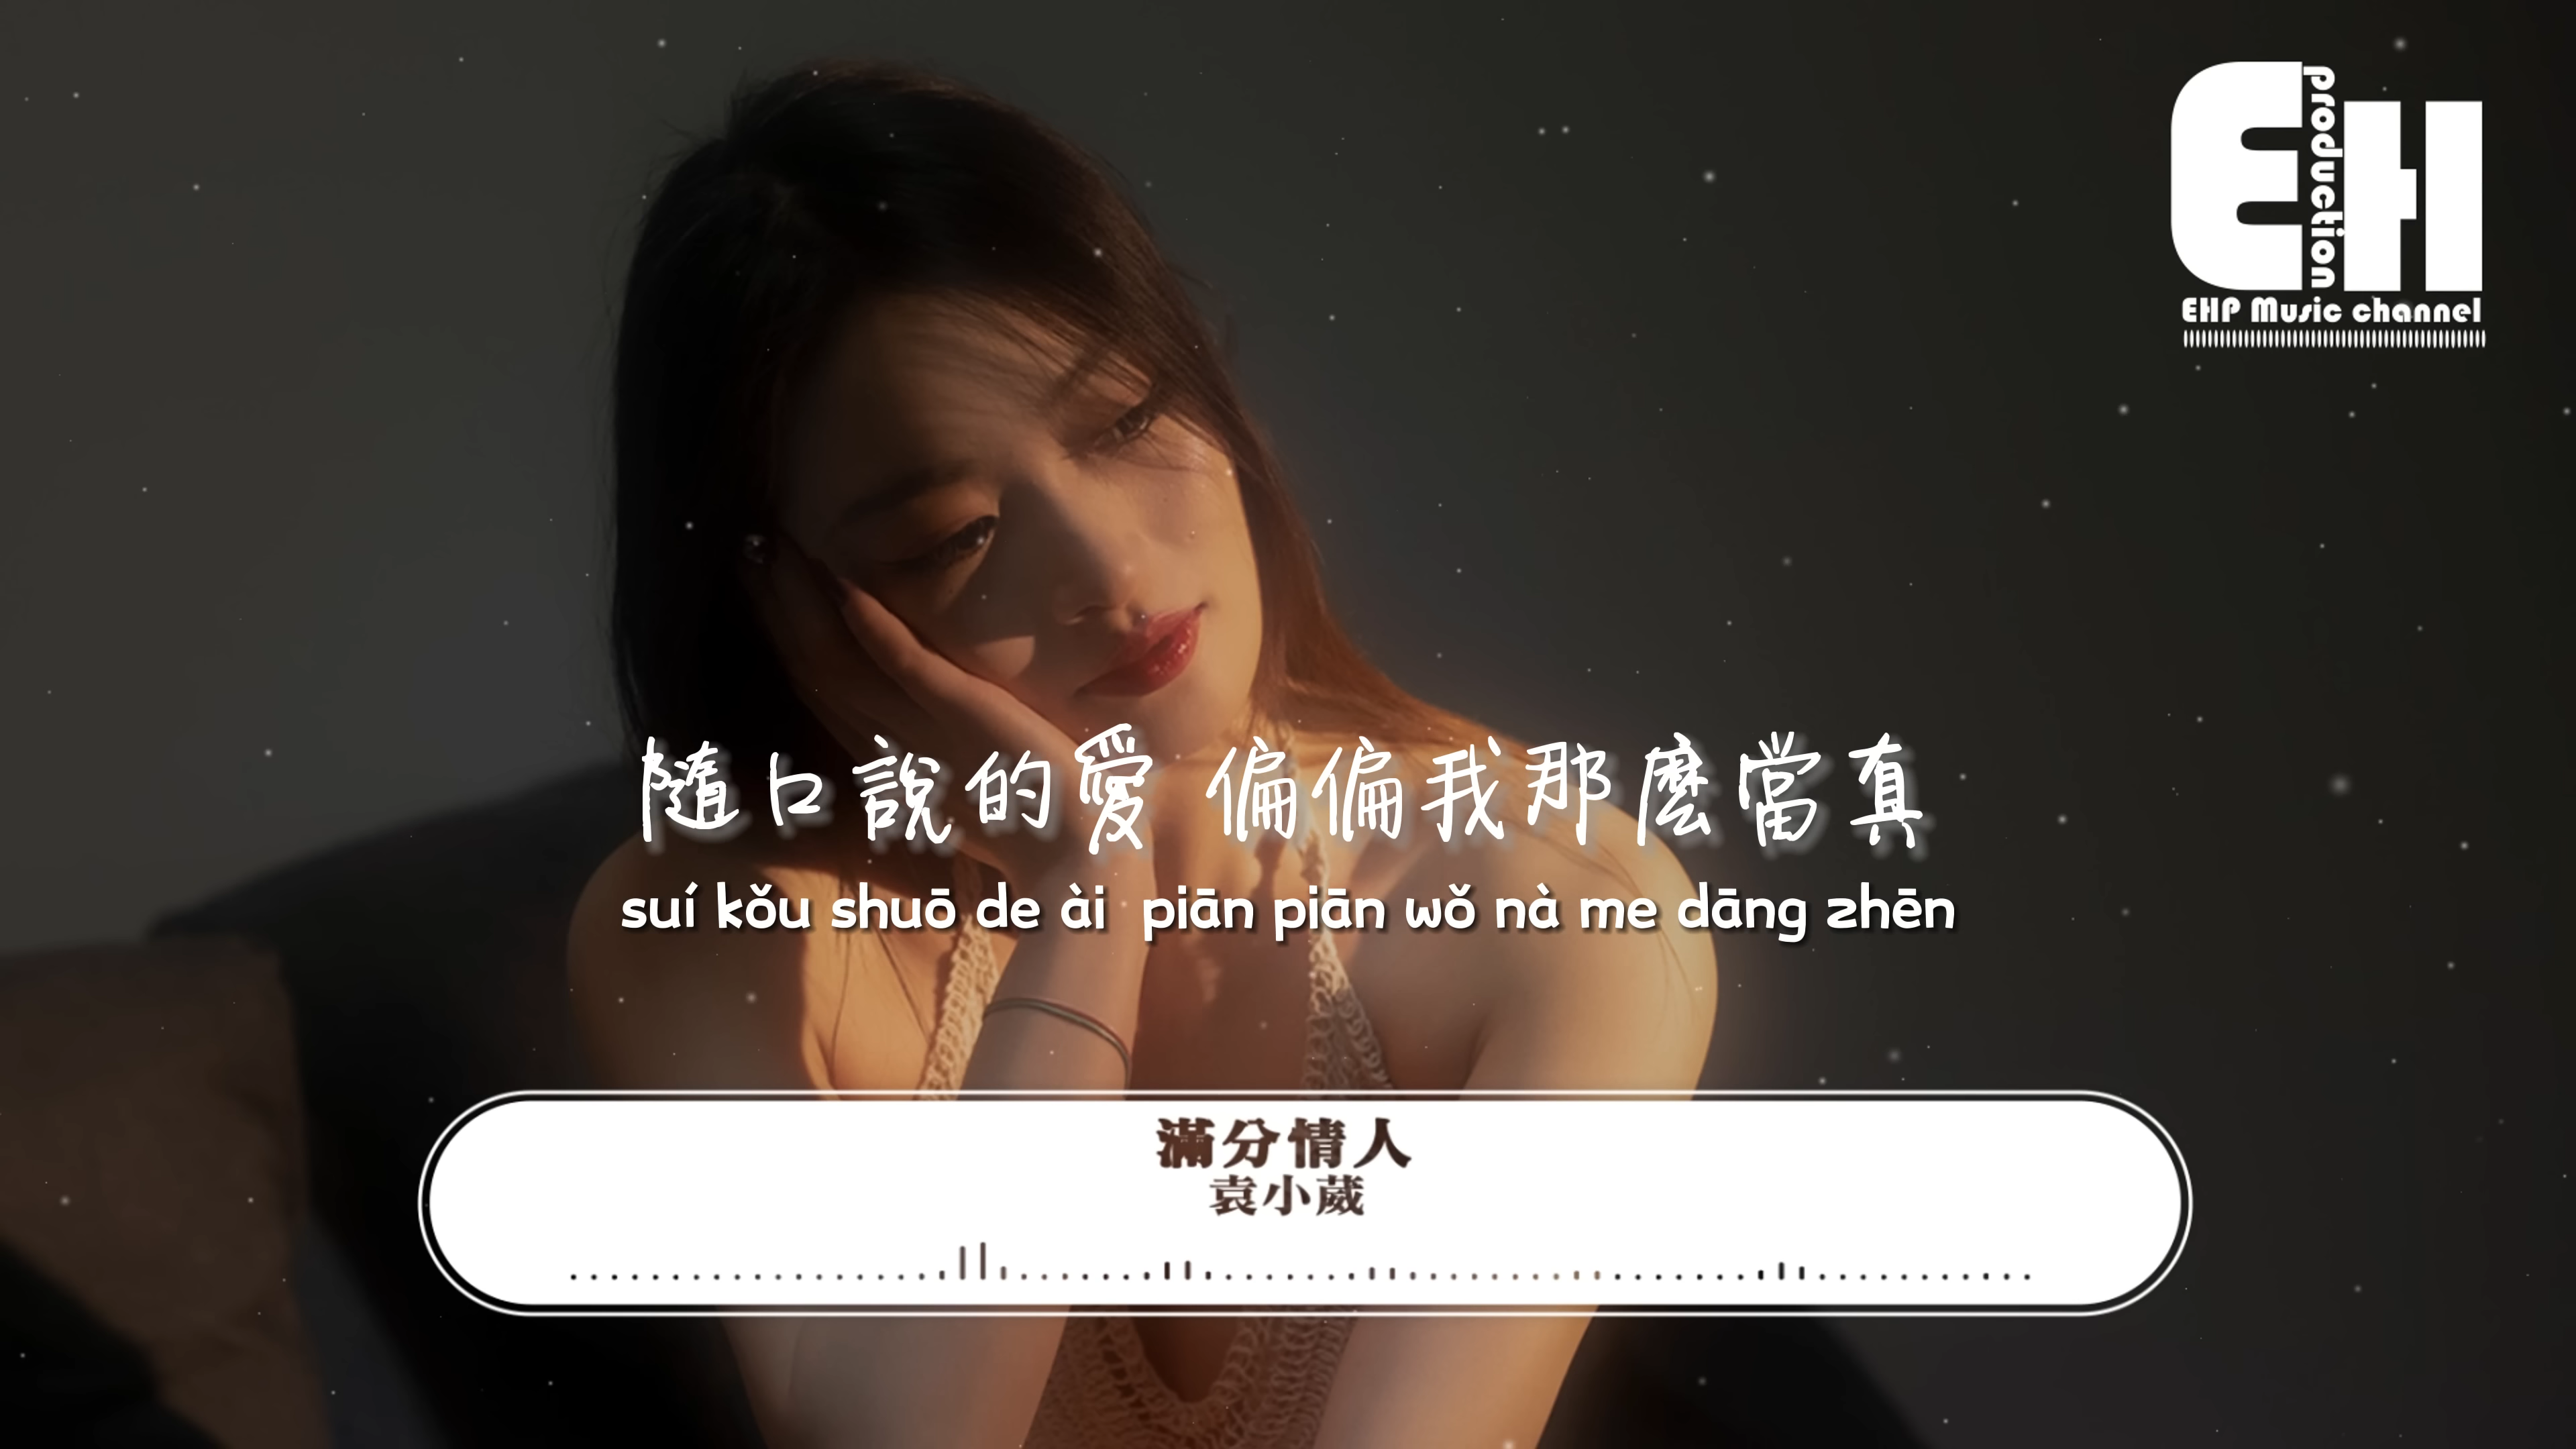 EH
production
EHP Music channel
隨口說的愛 偏偏我那麼當真
suí kǒu shuō de ài piān piān wǒ nà me dāng zhēn
滿分情人
袁小葳